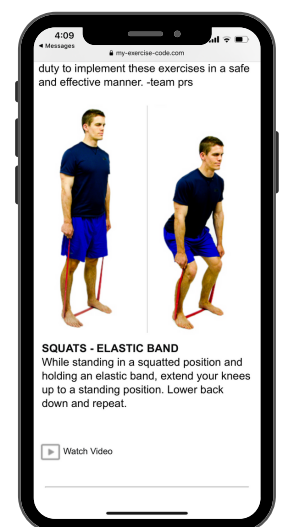 4:09
Messages
my-exercise-code.com
duty to implement these exercises in a safe
and effective manner. -team prs
SQUATS - ELASTIC BAND
While standing in a squatted position and
holding an elastic band, extend your knees
up to a standing position. Lower back
down and repeat.
Watch Video